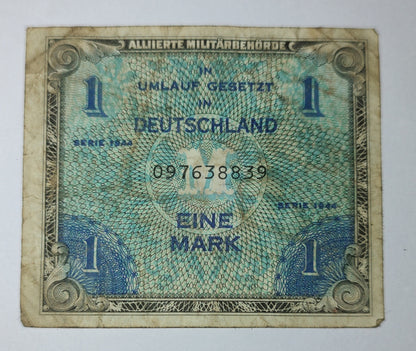 ALLIIERTE MILITÄRBEHÖRDE
1 IN 1
UMLAUF GESETZT
IN
DEUTSCHLAND
SERIE 1944
097638839
M
SERIE 1944
EINE
MARK
1 1